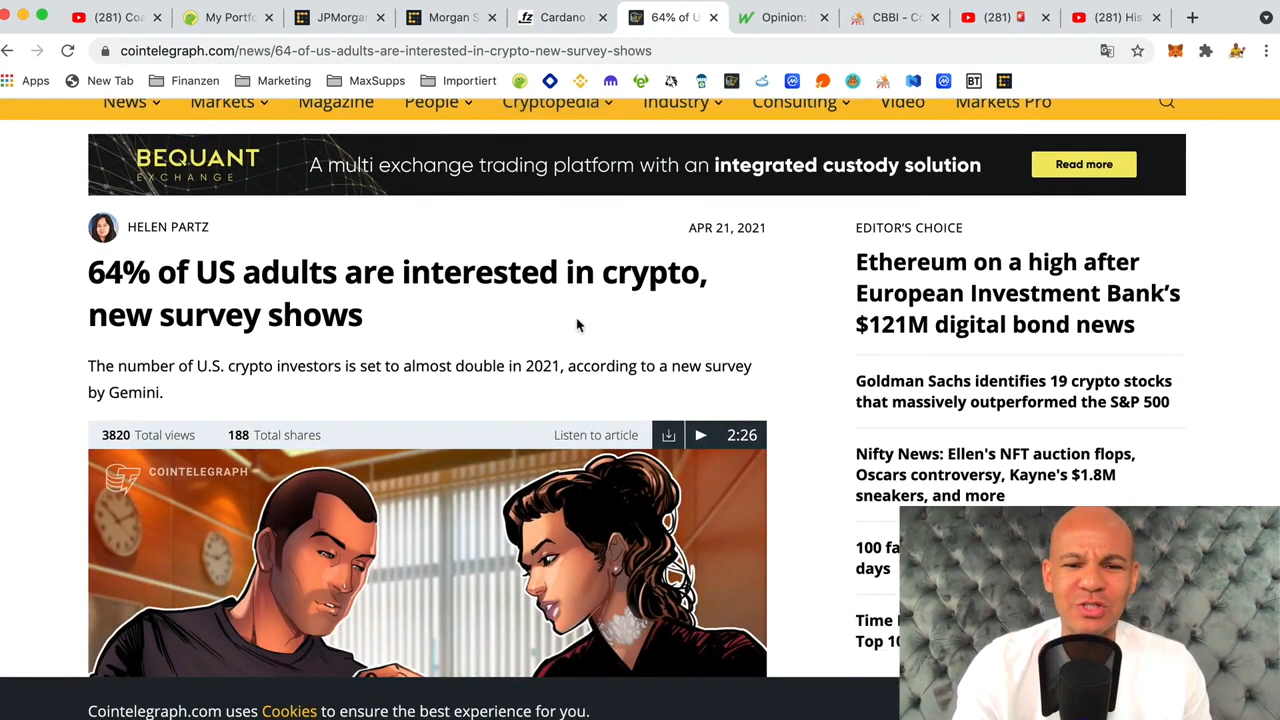 (281) Coa
My Portfo
JPMorga
Morgan S
Cardano
64% of U
Opinion:
CBBI - Co
(281)
(281) His
cointelegraph.com/news/64-of-us-adults-are-interested-in-crypto-new-survey-shows
Apps
New Tab
Finanzen
Marketing
MaxSupps
Importiert
BT
News
Markets
Magazine
People
Cryptopedia
Industry
Consulting
Video
Markets Pro
BEQUANT
EXCHANGE
A multi exchange trading platform with an integrated custody solution
Read more
HELEN PARTZ
APR 21, 2021
64% of US adults are interested in crypto,
new survey shows
The number of U.S. crypto investors is set to almost double in 2021, according to a new survey
by Gemini.
3820 Total views
188 Total shares
Listen to article
2:26
COINTELEGRAPH
EDITOR'S CHOICE
Ethereum on a high after
European Investment Bank's
$121M digital bond news
Goldman Sachs identifies 19 crypto stocks
that massively outperformed the S&P 500
Nifty News: Ellen's NFT auction flops,
Oscars controversy, Kayne's $1.8M
sneakers, and more
100 fa
days
Time
Top 10
Cointelegraph.com uses Cookies to ensure the best experience for you.